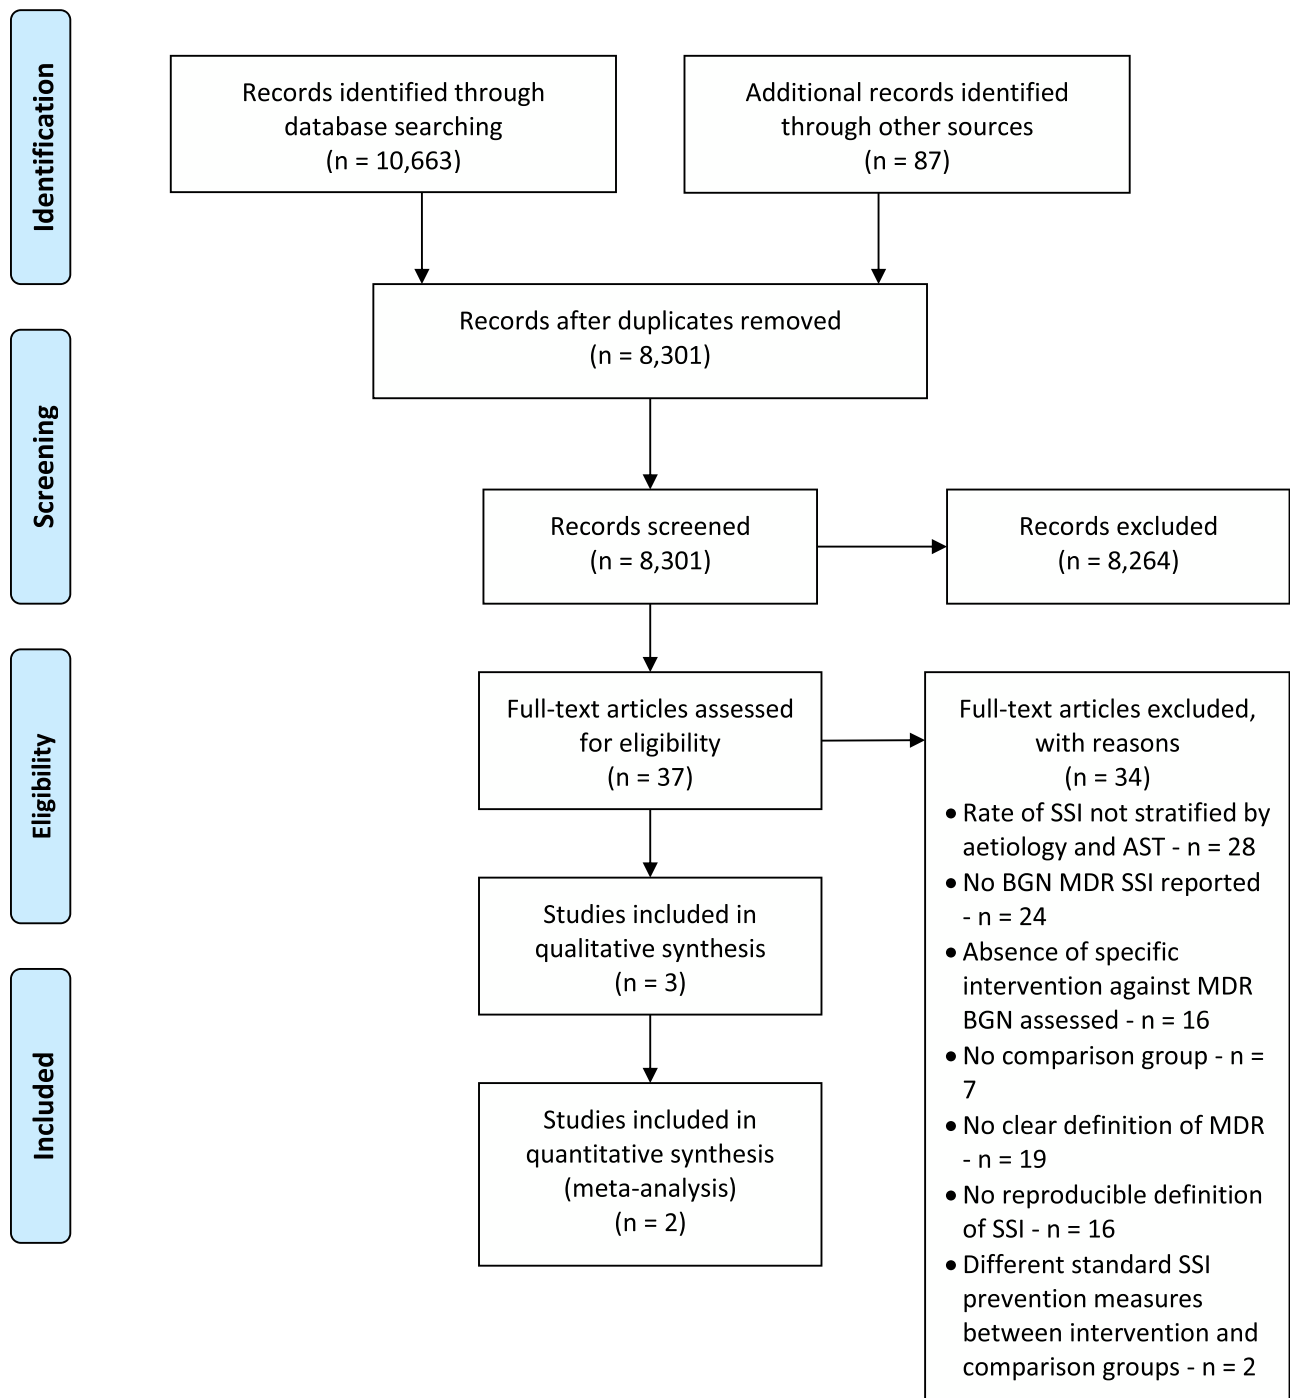 Identification
Records identified through
database searching
(n = 10,663)
Additional records identified
through other sources
(n = 87)
Records after duplicates removed
(n = 8,301)
Screening
Records screened
(n = 8,301)
Records excluded
(n = 8,264)
Eligibility
Full-text articles assessed
for eligibility
(n = 37)
Full-text articles excluded,
with reasons
(n = 34)
• Rate of SSI not stratified by
aetiology and AST - n = 28
• No BGN MDR SSI reported
- n = 24
• Absence of specific
intervention against MDR
BGN assessed - n = 16
• No comparison group - n =
7
• No clear definition of MDR
- n = 19
• No reproducible definition
of SSI - n = 16
• Different standard SSI
prevention measures
between intervention and
comparison groups - n = 2
Studies included in
qualitative synthesis
(n = 3)
Included
Studies included in
quantitative synthesis
(meta-analysis)
(n = 2)